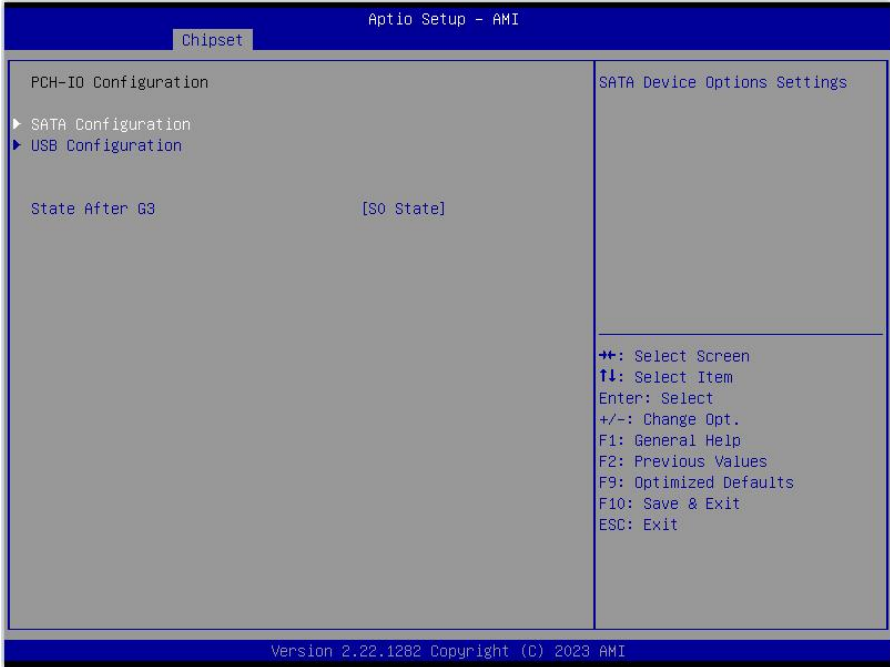 Aptio Setup – AMI
Chipset
PCH-IO Configuration
SATA Configuration
USB Configuration
State After G3 [S0 State]
SATA Device Options Settings
→←: Select Screen
↑↓: Select Item
Enter: Select
+/-: Change Opt.
F1: General Help
F2: Previous Values
F9: Optimized Defaults
F10: Save & Exit
ESC: Exit
Version 2.22.1282 Copyright (C) 2023 AMI